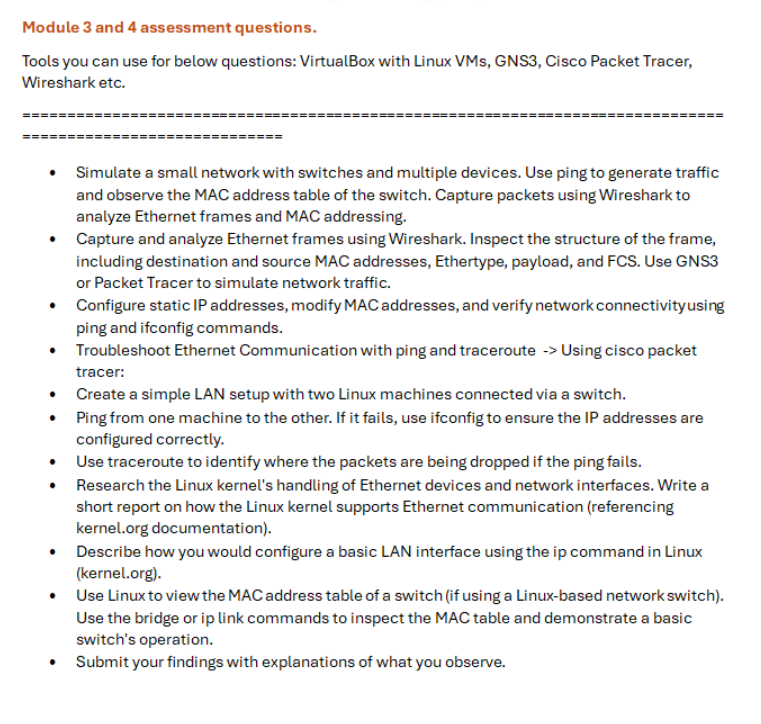 Module 3 and 4 assessment questions.
Tools you can use for below questions: VirtualBox with Linux VMs, GNS3, Cisco Packet Tracer,
Wireshark etc.
==============================================================================
=============================
• Simulate a small network with switches and multiple devices. Use ping to generate traffic
and observe the MAC address table of the switch. Capture packets using Wireshark to
analyze Ethernet frames and MAC addressing.
• Capture and analyze Ethernet frames using Wireshark. Inspect the structure of the frame,
including destination and source MAC addresses, Ethertype, payload, and FCS. Use GNS3
or Packet Tracer to simulate network traffic.
• Configure static IP addresses, modify MAC addresses, and verify network connectivity using
ping and ifconfig commands.
• Troubleshoot Ethernet Communication with ping and traceroute -> Using cisco packet
tracer:
• Create a simple LAN setup with two Linux machines connected via a switch.
• Ping from one machine to the other. If it fails, use ifconfig to ensure the IP addresses are
configured correctly.
• Use traceroute to identify where the packets are being dropped if the ping fails.
• Research the Linux kernel's handling of Ethernet devices and network interfaces. Write a
short report on how the Linux kernel supports Ethernet communication (referencing
kernel.org documentation).
• Describe how you would configure a basic LAN interface using the ip command in Linux
(kernel.org).
• Use Linux to view the MAC address table of a switch (if using a Linux-based network switch).
Use the bridge or ip link commands to inspect the MAC table and demonstrate a basic
switch's operation.
• Submit your findings with explanations of what you observe.